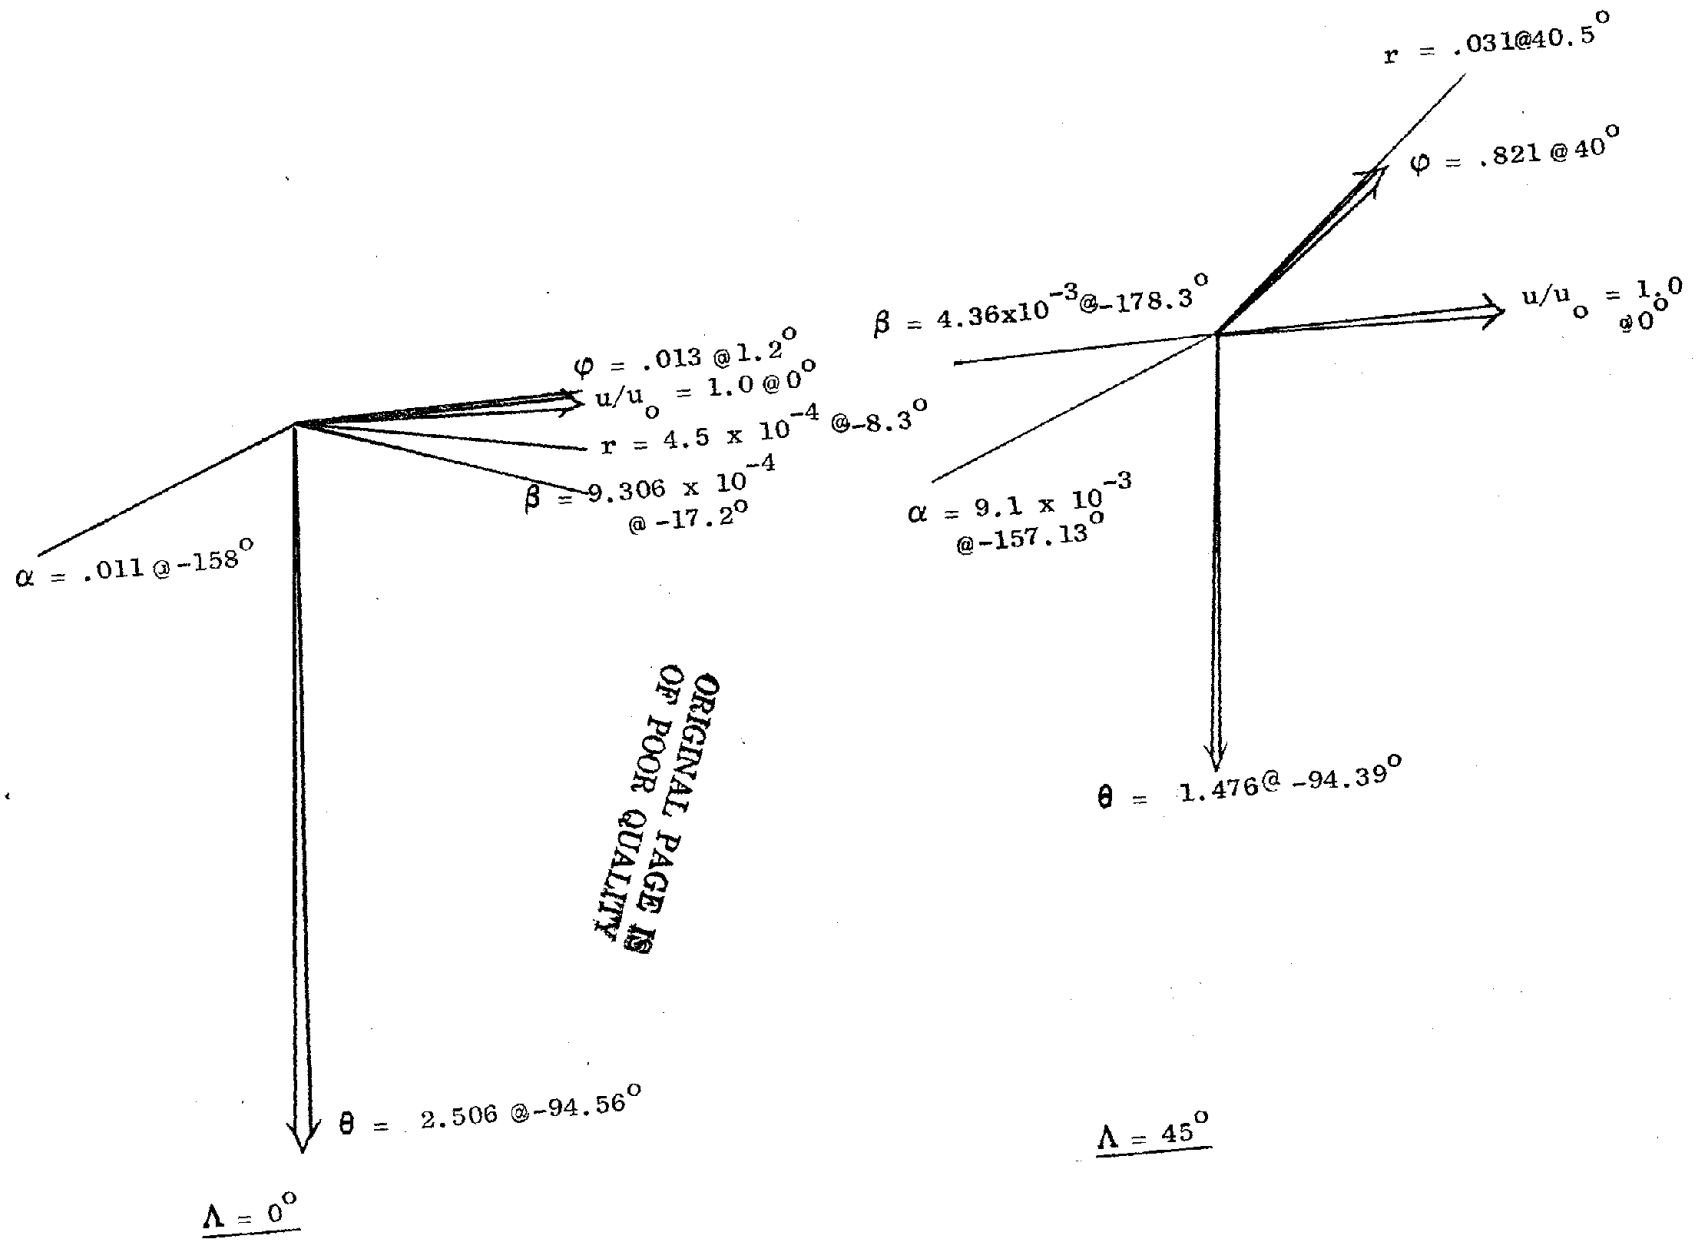 φ = .013 @ 1.2°
u/u₀ = 1.0 @ 0°
r = 4.5 x 10⁻⁴ @-8.3°
β = 9.306 x 10⁻⁴
@ -17.2°
α = .011 @ -158°
θ = 2.506 @-94.56°
Λ = 0°
ORIGINAL PAGE IS
OF POOR QUALITY
r = .031@40.5°
φ = .821 @ 40°
u/u₀ = 1.0
@0°
β = 4.36x10⁻³@-178.3°
α = 9.1 x 10⁻³
@-157.13°
θ = 1.476@ -94.39°
Λ = 45°